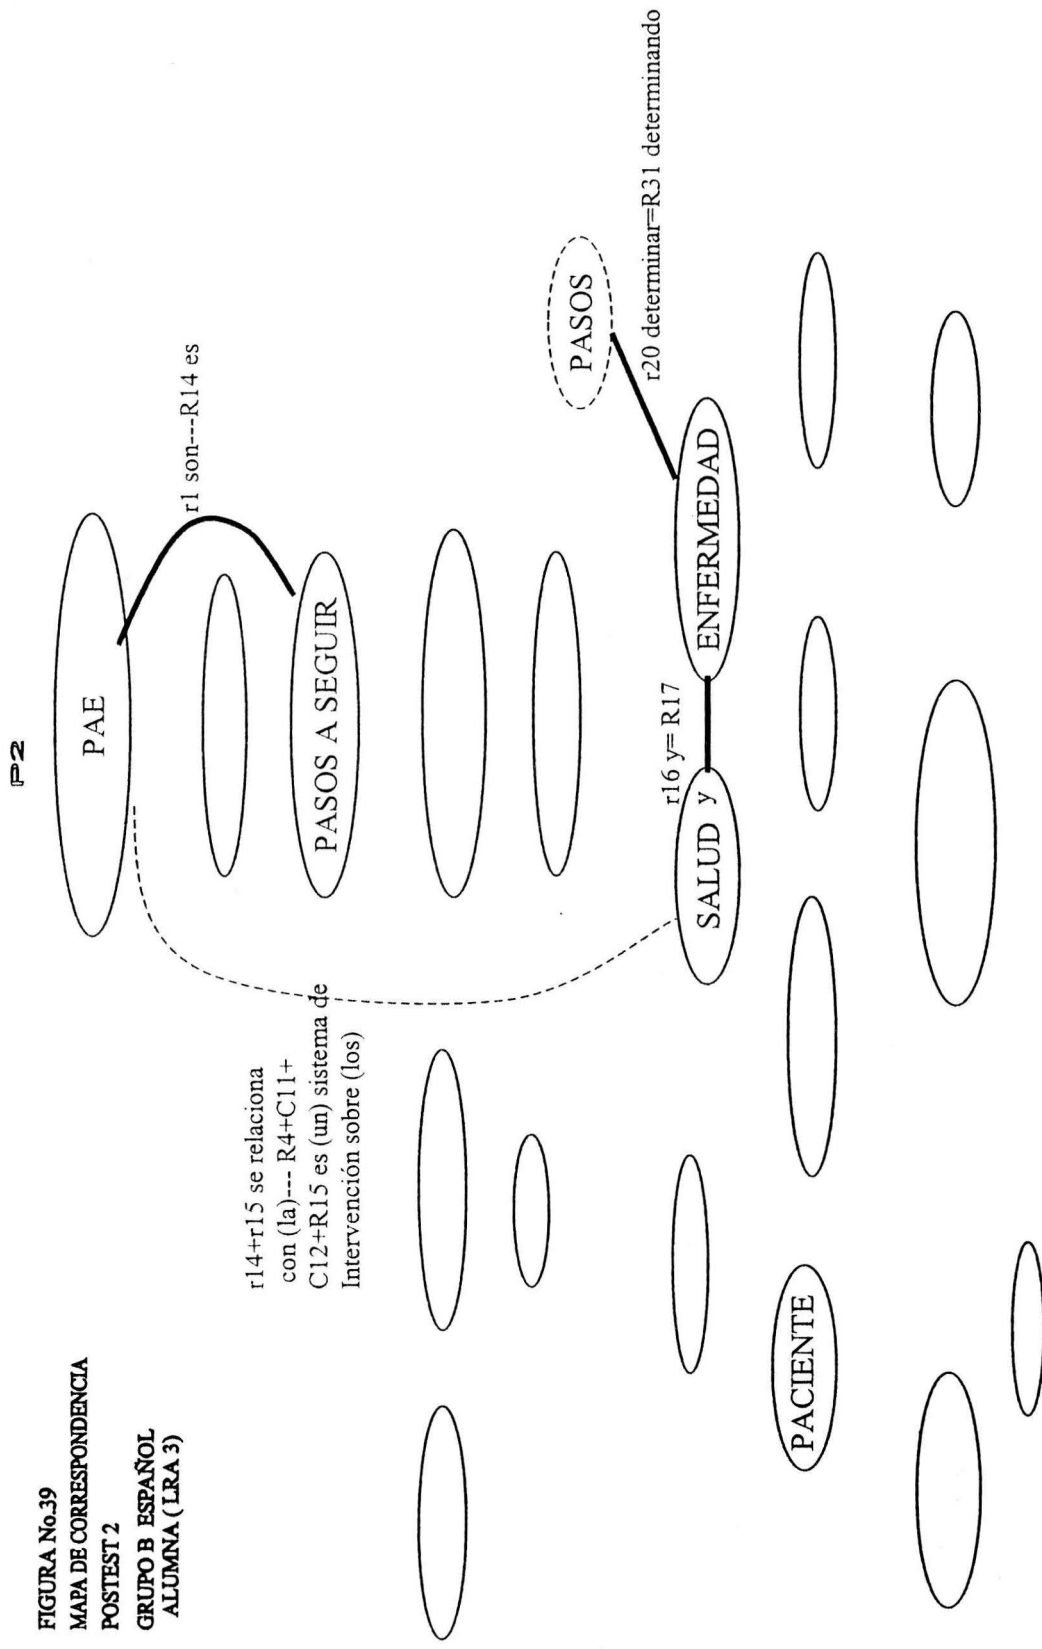 P2
FIGURA No.39
MAPA DE CORRESPONDENCIA
POSTEST 2
GRUPO B ESPAÑOL
ALUMNA ( LRA 3)
PAE
r1 son---R14 es
PASOS A SEGUIR
r14+r15 se relaciona
con (la)--- R4+C11+
C12+R15 es (un) sistema de
Intervención sobre (los)
PASOS
r20 determinar=R31 determinando
r16 y= R17
SALUD y
ENFERMEDAD
PACIENTE